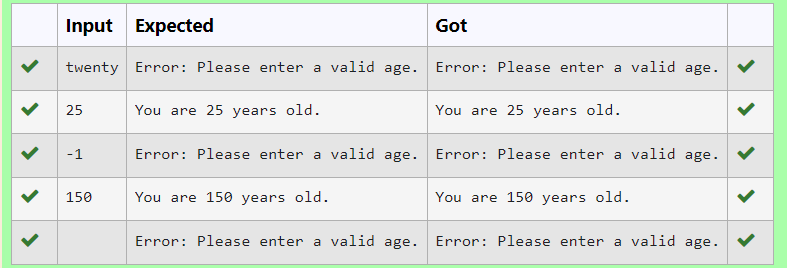 Input Expected Got
twenty Error: Please enter a valid age. Error: Please enter a valid age.
25 You are 25 years old. You are 25 years old.
-1 Error: Please enter a valid age. Error: Please enter a valid age.
150 You are 150 years old. You are 150 years old.
Error: Please enter a valid age. Error: Please enter a valid age.